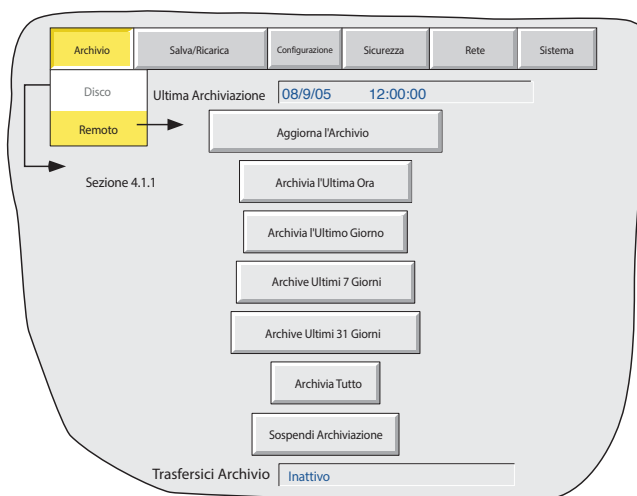 Archivio Salva/Ricarica Configurazione Sicurezza Rete Sistema
Disco
Ultima Archiviazione 08/9/05 12:00:00
Remoto
Aggiorna l'Archivio
Sezione 4.1.1
Archivia l'Ultima Ora
Archivia l'Ultimo Giorno
Archive Ultimi 7 Giorni
Archive Ultimi 31 Giorni
Archivia Tutto
Sospendi Archiviazione
Trasfersici Archivio Inattivo